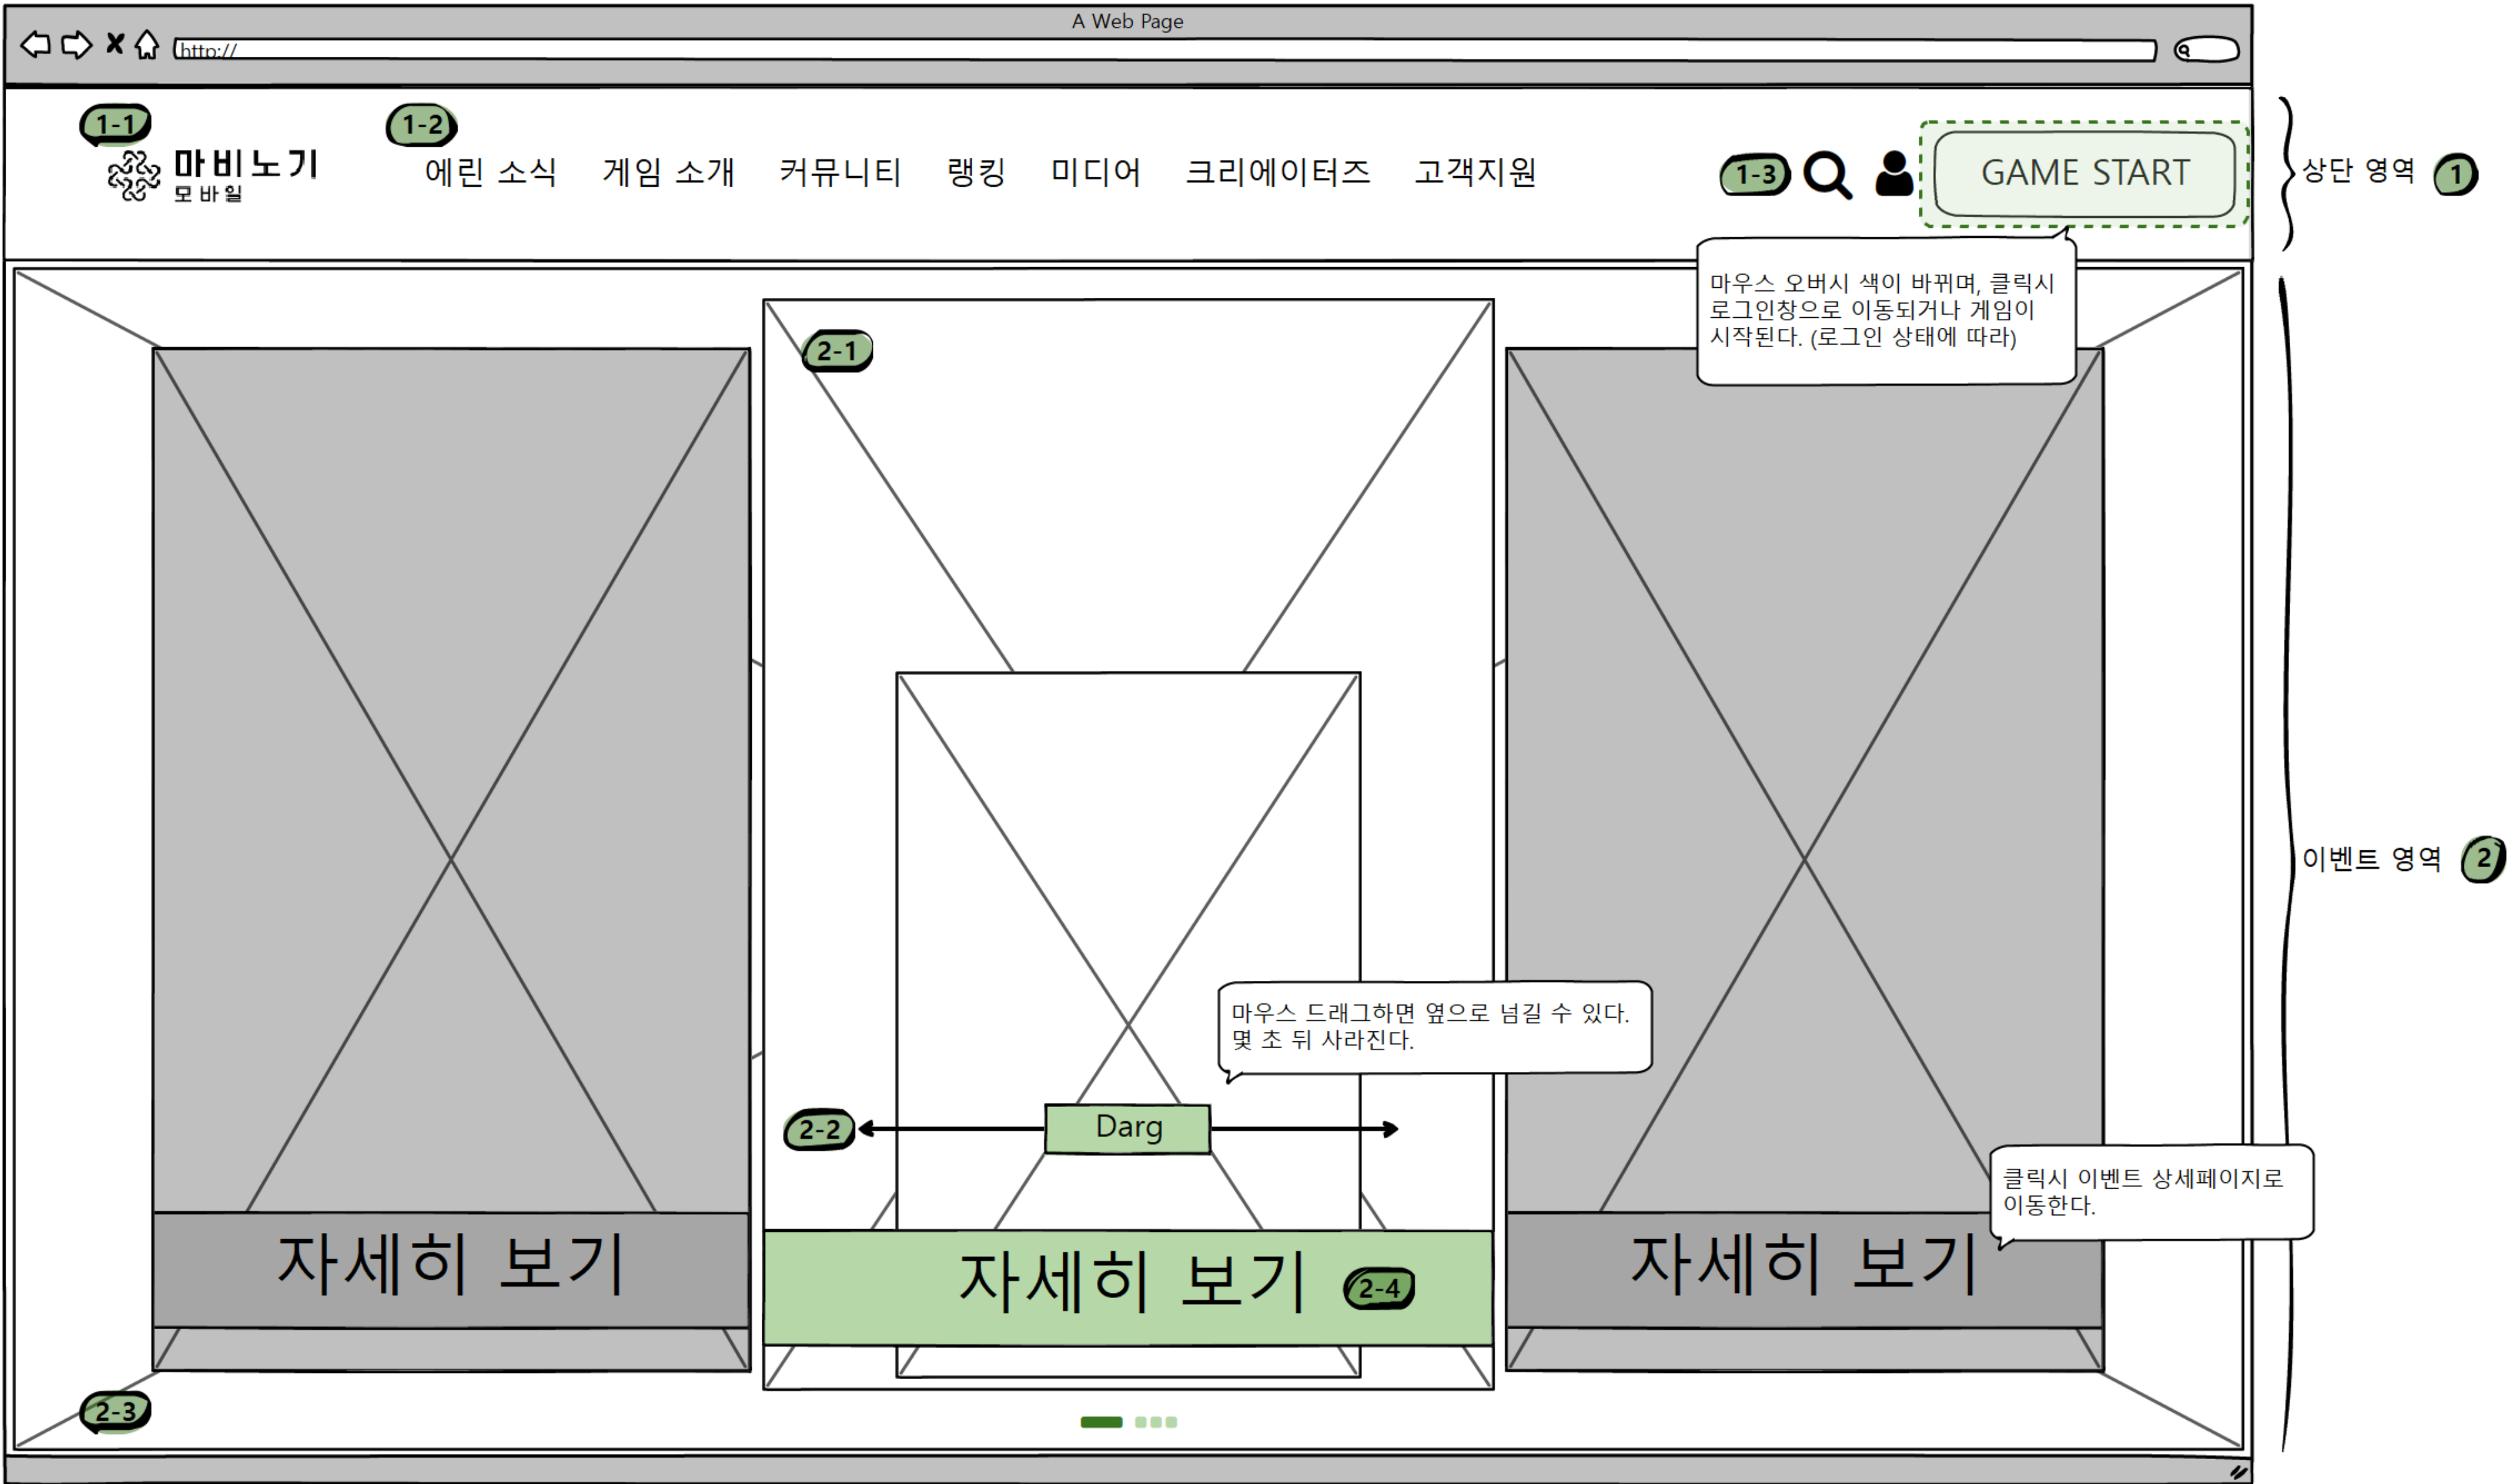 A Web Page
http://
1-1
1-2
마비노기
모바일
에린 소식 게임 소개 커뮤니티 랭킹 미디어 크리에이터즈 고객지원
1-3
GAME START
상단 영역 1
마우스 오버시 색이 바뀌며, 클릭시
로그인창으로 이동되거나 게임이
시작된다. (로그인 상태에 따라)
2-1
이벤트 영역 2
마우스 드래그하면 옆으로 넘길 수 있다.
몇 초 뒤 사라진다.
2-2
Darg
클릭시 이벤트 상세페이지로
이동한다.
자세히 보기
자세히 보기 2-4
자세히 보기
2-3